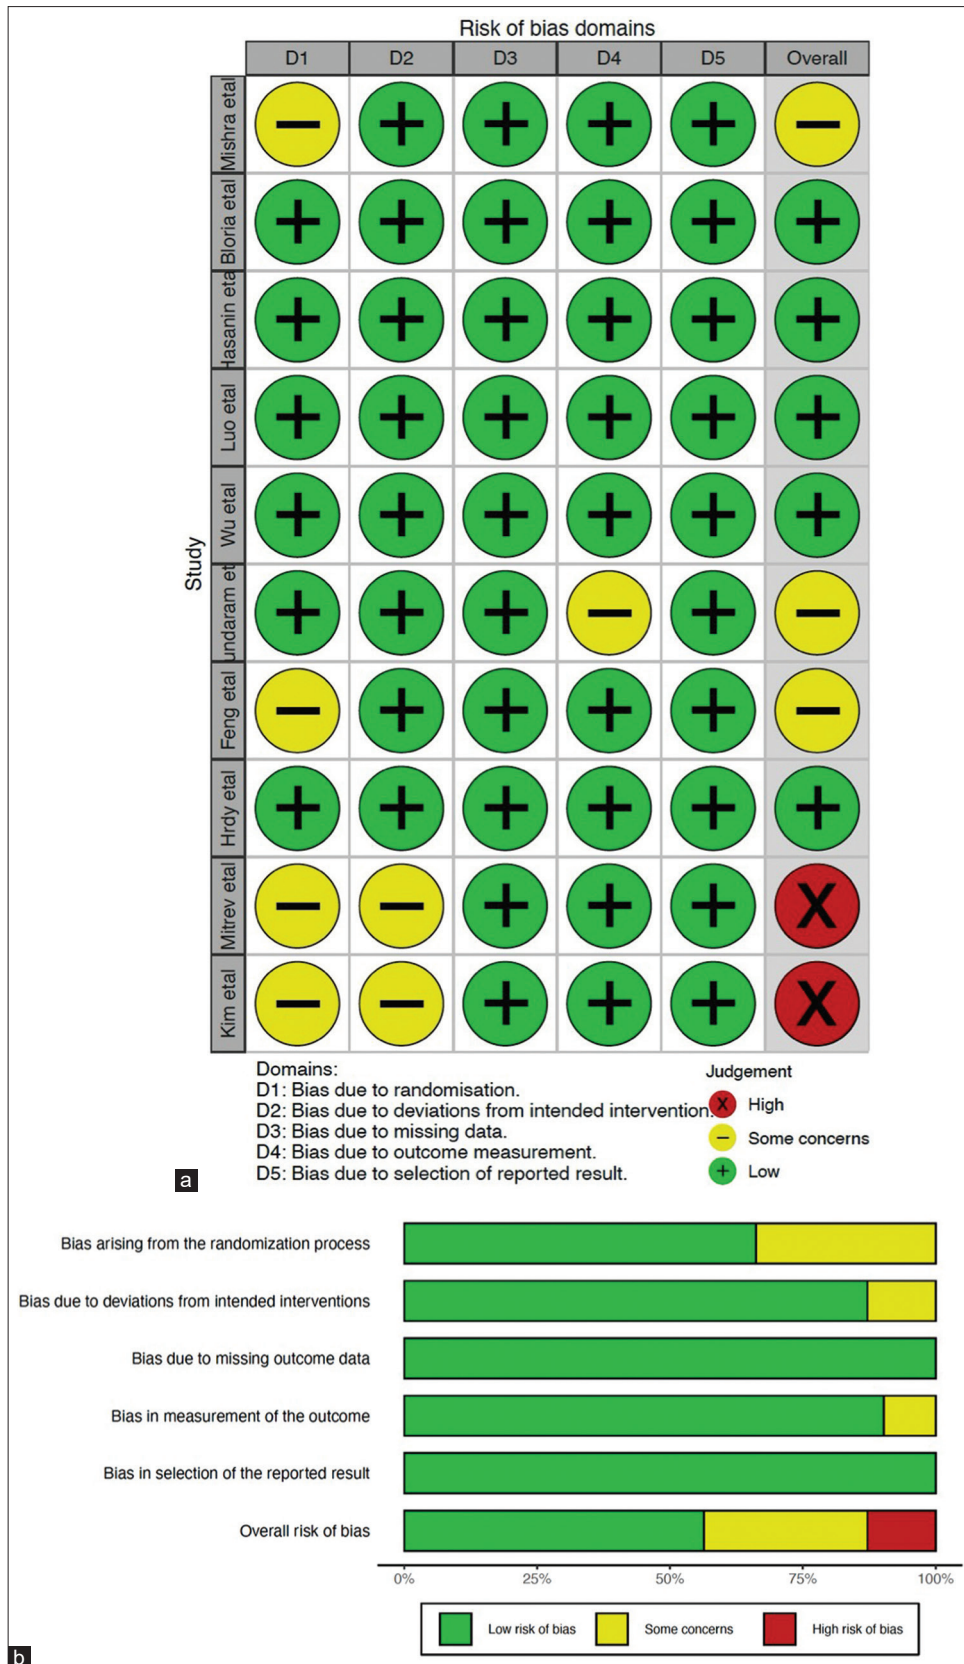 Risk of bias domains
D1 D2 D3 D4 D5 Overall
Study
Mishra etal
Bloria etal
Hasanin eta
Luo etal
Wu etal
undaram et
Feng etal
Hrdy etal
Mitrev etal
Kim etal
Domains:
D1: Bias due to randomisation.
D2: Bias due to deviations from intended intervention.
D3: Bias due to missing data.
D4: Bias due to outcome measurement.
D5: Bias due to selection of reported result.
Judgement
High
Some concerns
Low
a
Bias arising from the randomization process
Bias due to deviations from intended interventions
Bias due to missing outcome data
Bias in measurement of the outcome
Bias in selection of the reported result
Overall risk of bias
0% 25% 50% 75% 100%
Low risk of bias Some concerns High risk of bias
b